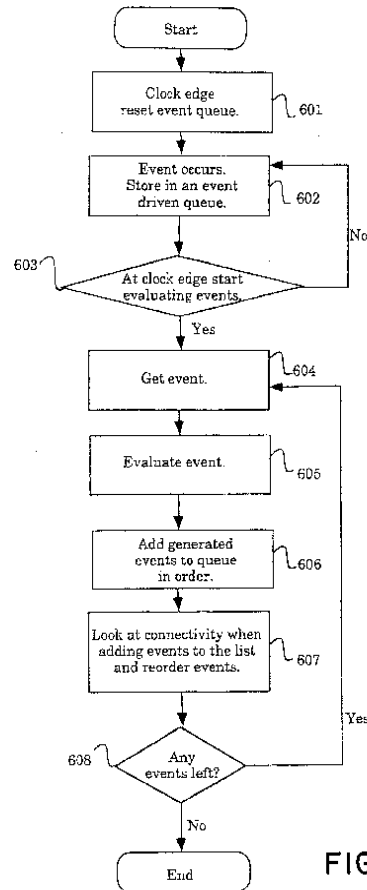 Start
Clock edge
reset event queue.
601
Event occurs.
Store in an event
driven queue.
602
No
603
At clock edge start
evaluating events.
Yes
604
Get event.
Evaluate event.
605
Add generated
events to queue
in order.
606
Look at connectivity when
adding events to the list
and reorder events.
607
Yes
608
Any
events left?
No
End
FIG